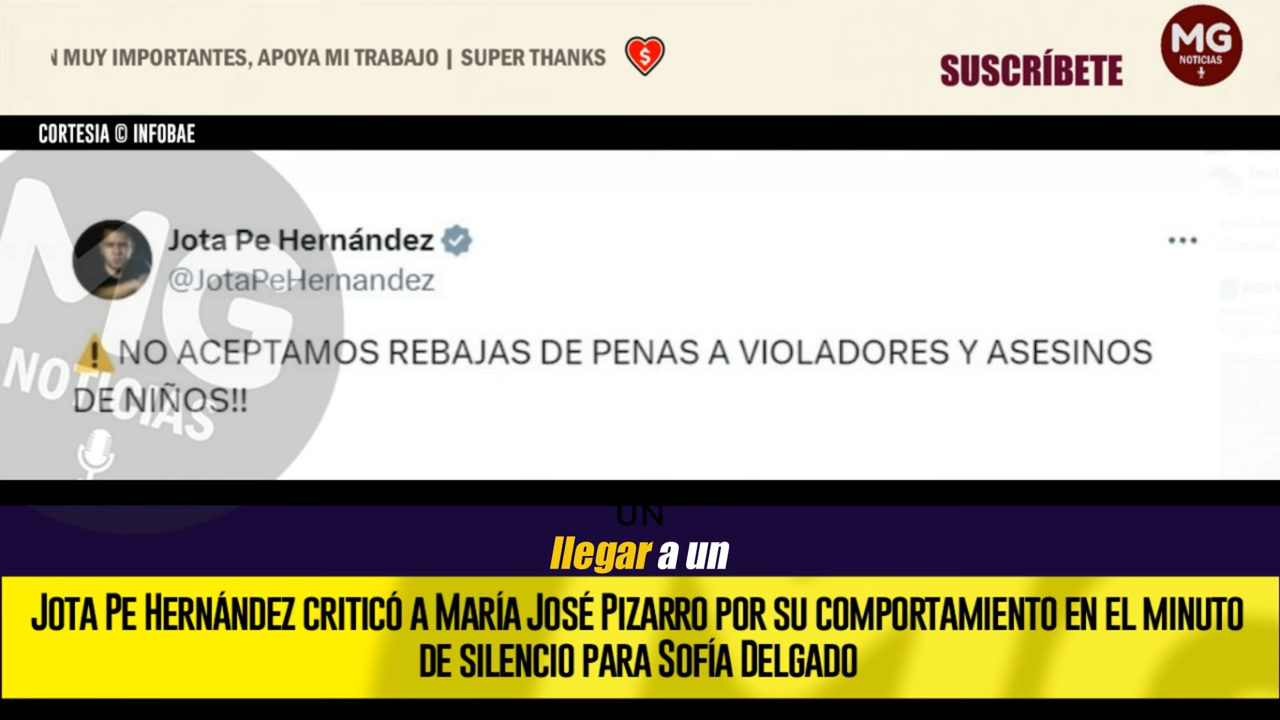 MUY IMPORTANTES, APOYA MI TRABAJO | SUPER THANKS
SUSCRÍBETE
MG
NOTICIAS
CORTESIA © INFOBAE
Jota Pe Hernández
@JotaPeHernandez
⚠️NO ACEPTAMOS REBAJAS DE PENAS A VIOLADORES Y ASESINOS
DE NIÑOS!!
MG
NOTICIAS
UN
llegar a un
JOTA PE HERNÁNDEZ CRITICÓ A MARÍA JOSÉ PIZARRO POR SU COMPORTAMIENTO EN EL MINUTO
DE SILENCIO PARA SOFÍA DELGADO